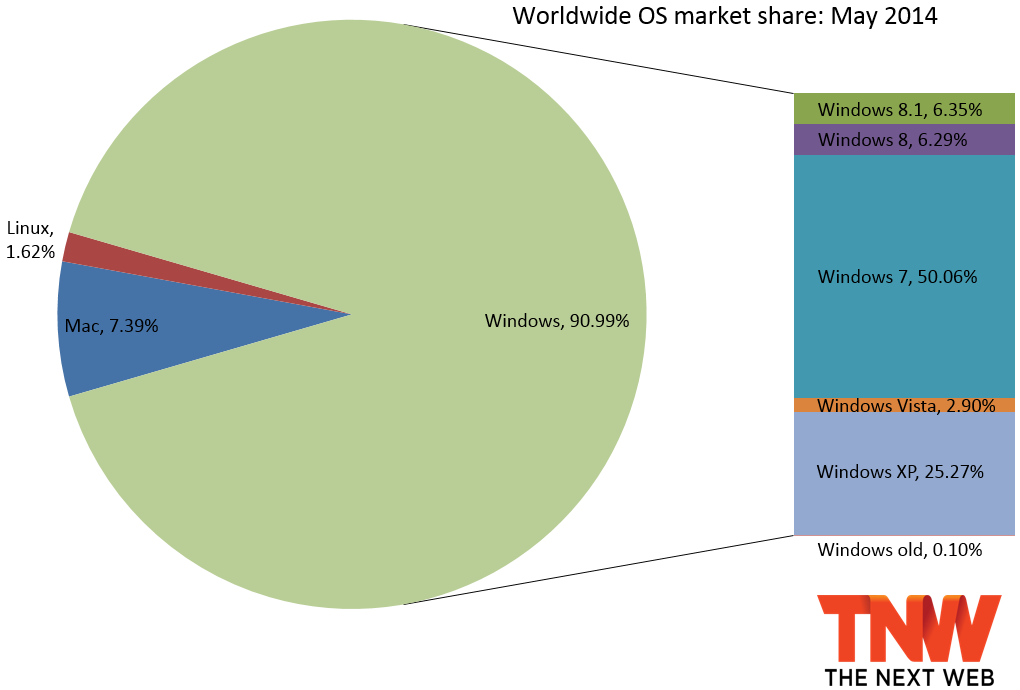 Worldwide OS market share: May 2014
Windows 8.1, 6.35%
Windows 8, 6.29%
Linux,
1.62%
Windows 7, 50.06%
Mac, 7.39%
Windows, 90.99%
Windows Vista, 2.90%
Windows XP, 25.27%
Windows old, 0.10%
TNW
THE NEXT WEB